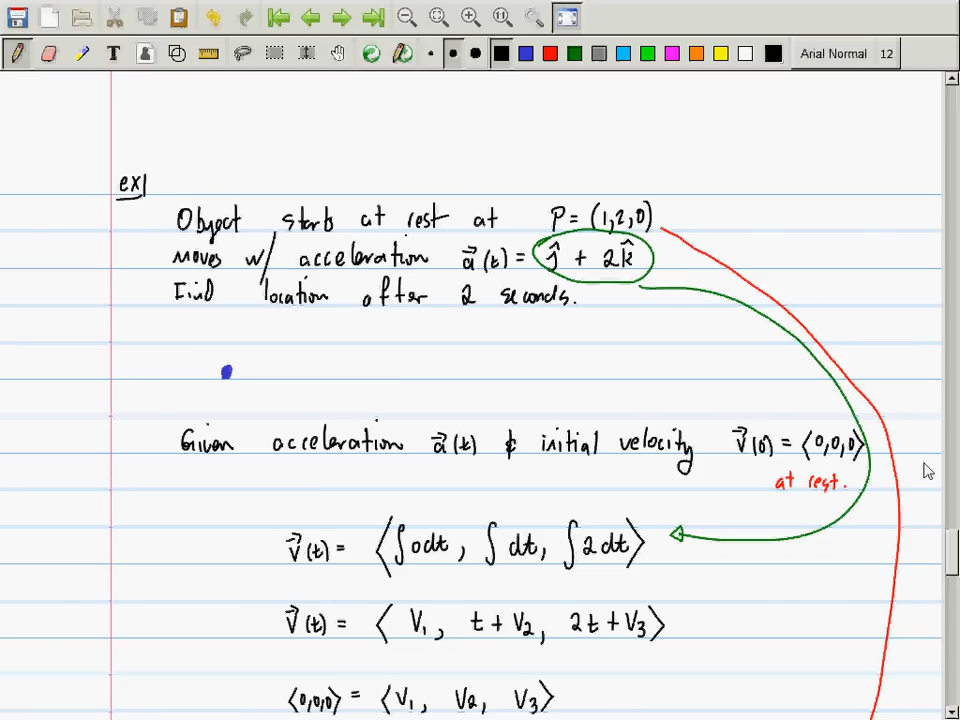 Arial Normal 12
ex1
Object starts at rest at P = (1,2,0)
moves w/ acceleration a⃗(t) = ĵ + 2k̂
Find location after 2 seconds.
Given acceleration a⃗(t) & initial velocity v⃗(0) = ⟨0,0,0⟩
at rest.
v⃗(t) = ⟨∫0dt, ∫dt, ∫2dt⟩
v⃗(t) = ⟨ V₁, t + V₂, 2t + V₃⟩
⟨0,0,0⟩ = ⟨V₁, V₂, V₃⟩